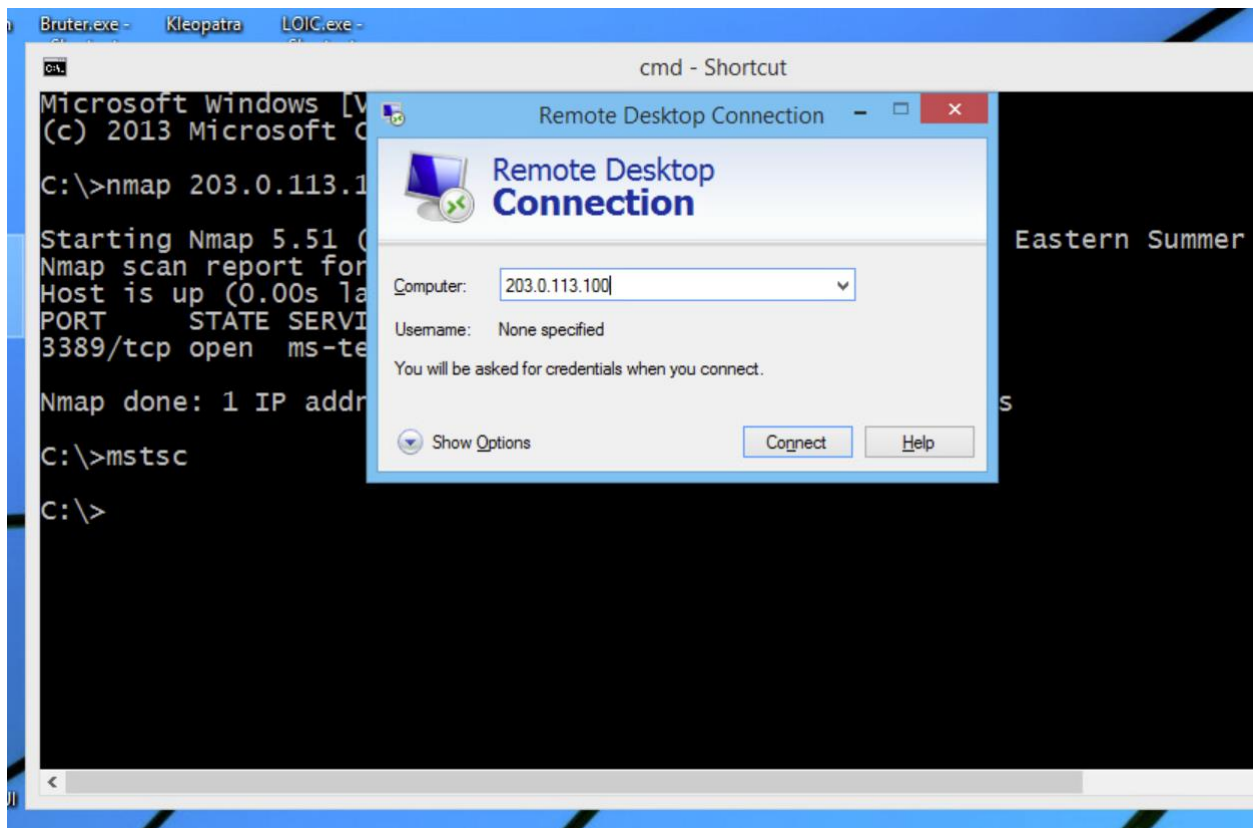 Bruter.exe - Kleopatra LOIC.exe -
cmd - Shortcut
Microsoft Windows [V
(c) 2013 Microsoft C
C:\>nmap 203.0.113.1
Starting Nmap 5.51 ( Eastern Summer
Nmap scan report for
Host is up (0.00s la
PORT STATE SERVI
3389/tcp open ms-te
Nmap done: 1 IP addr s
C:\>mstsc
C:\>
Remote Desktop Connection
Remote Desktop
Connection
Computer: 203.0.113.100
Username: None specified
You will be asked for credentials when you connect.
Show Options Connect Help